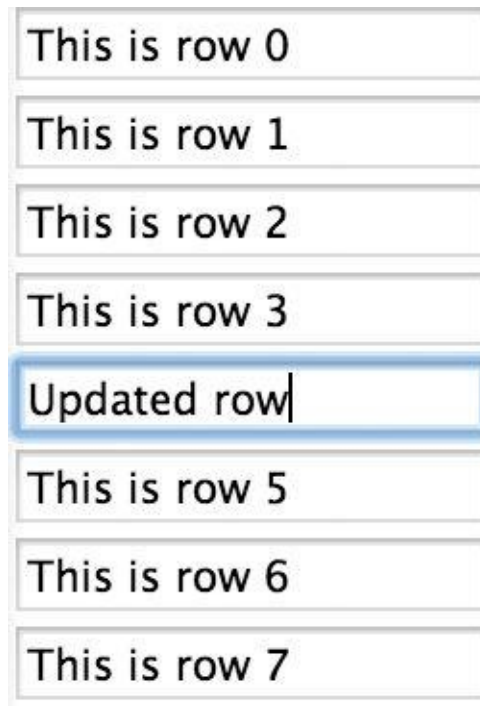 This is row 0
This is row 1
This is row 2
This is row 3
Updated row
This is row 5
This is row 6
This is row 7